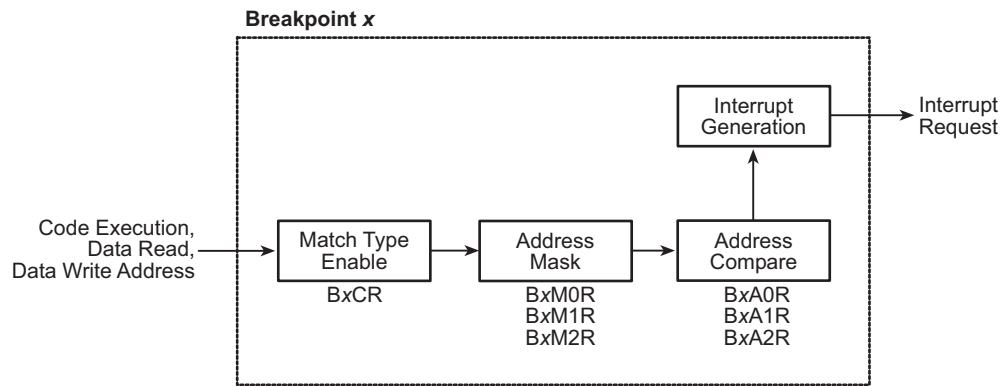 Breakpoint x
Interrupt
Generation
Interrupt
Request
Code Execution,
Data Read,
Data Write Address
Match Type
Enable
BxCR
Address
Mask
BxM0R
BxM1R
BxM2R
Address
Compare
BxA0R
BxA1R
BxA2R